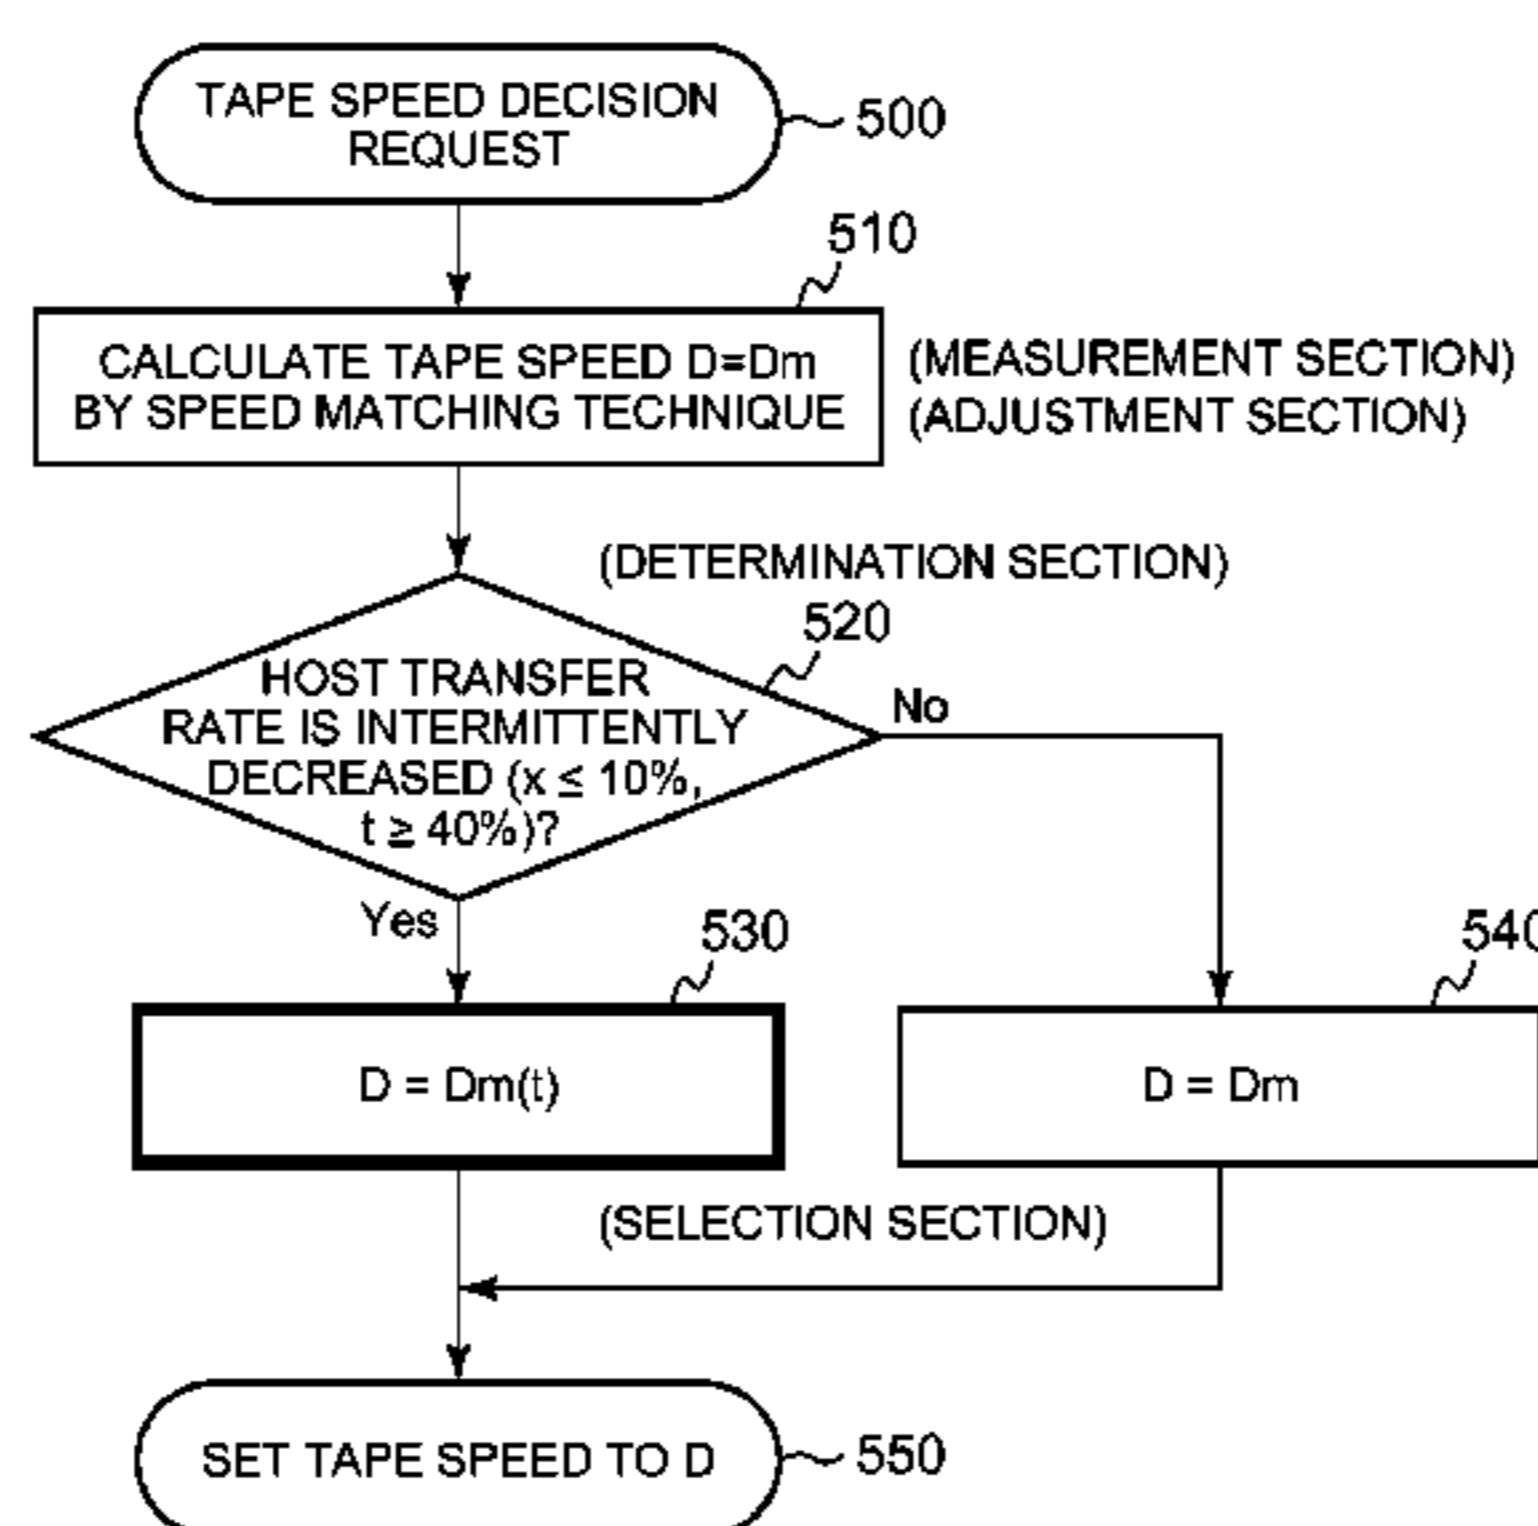 TAPE SPEED DECISION
REQUEST
500
510
CALCULATE TAPE SPEED D=Dm
BY SPEED MATCHING TECHNIQUE
(MEASUREMENT SECTION)
(ADJUSTMENT SECTION)
(DETERMINATION SECTION)
520
HOST TRANSFER
RATE IS INTERMITTENTLY
DECREASED (x ≤ 10%,
t ≥ 40%)?
No
Yes
530
540
D = Dm(t)
D = Dm
(SELECTION SECTION)
SET TAPE SPEED TO D
550